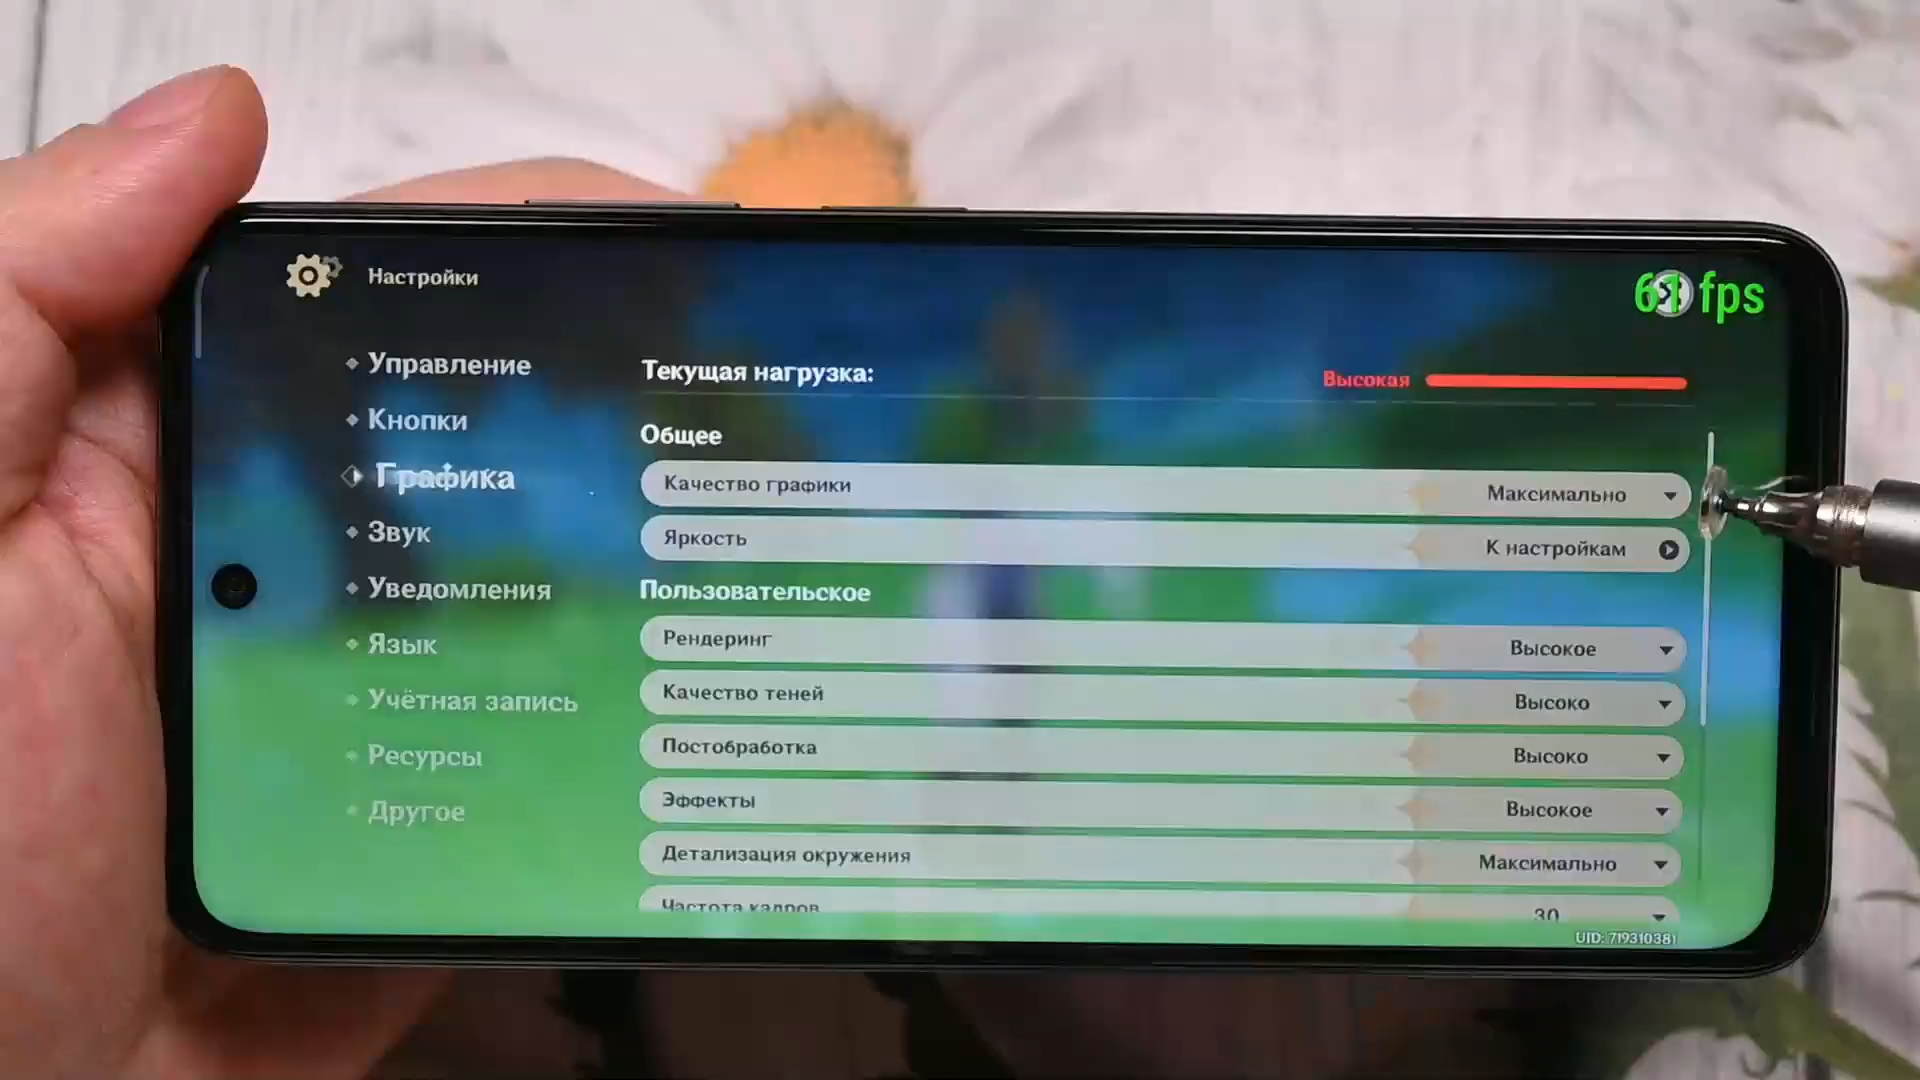 Настройки
61 fps
Управление
Кнопки
Графика
Звук
Уведомления
Язык
Учётная запись
Ресурсы
Другое
Текущая нагрузка:
Высокая
Общее
Качество графики
Максимально
Яркость
К настройкам
Пользовательское
Рендеринг
Высокое
Качество теней
Высоко
Постобработка
Высоко
Эффекты
Высокое
Детализация окружения
Максимально
Частота кадров
30
UID: 719310381